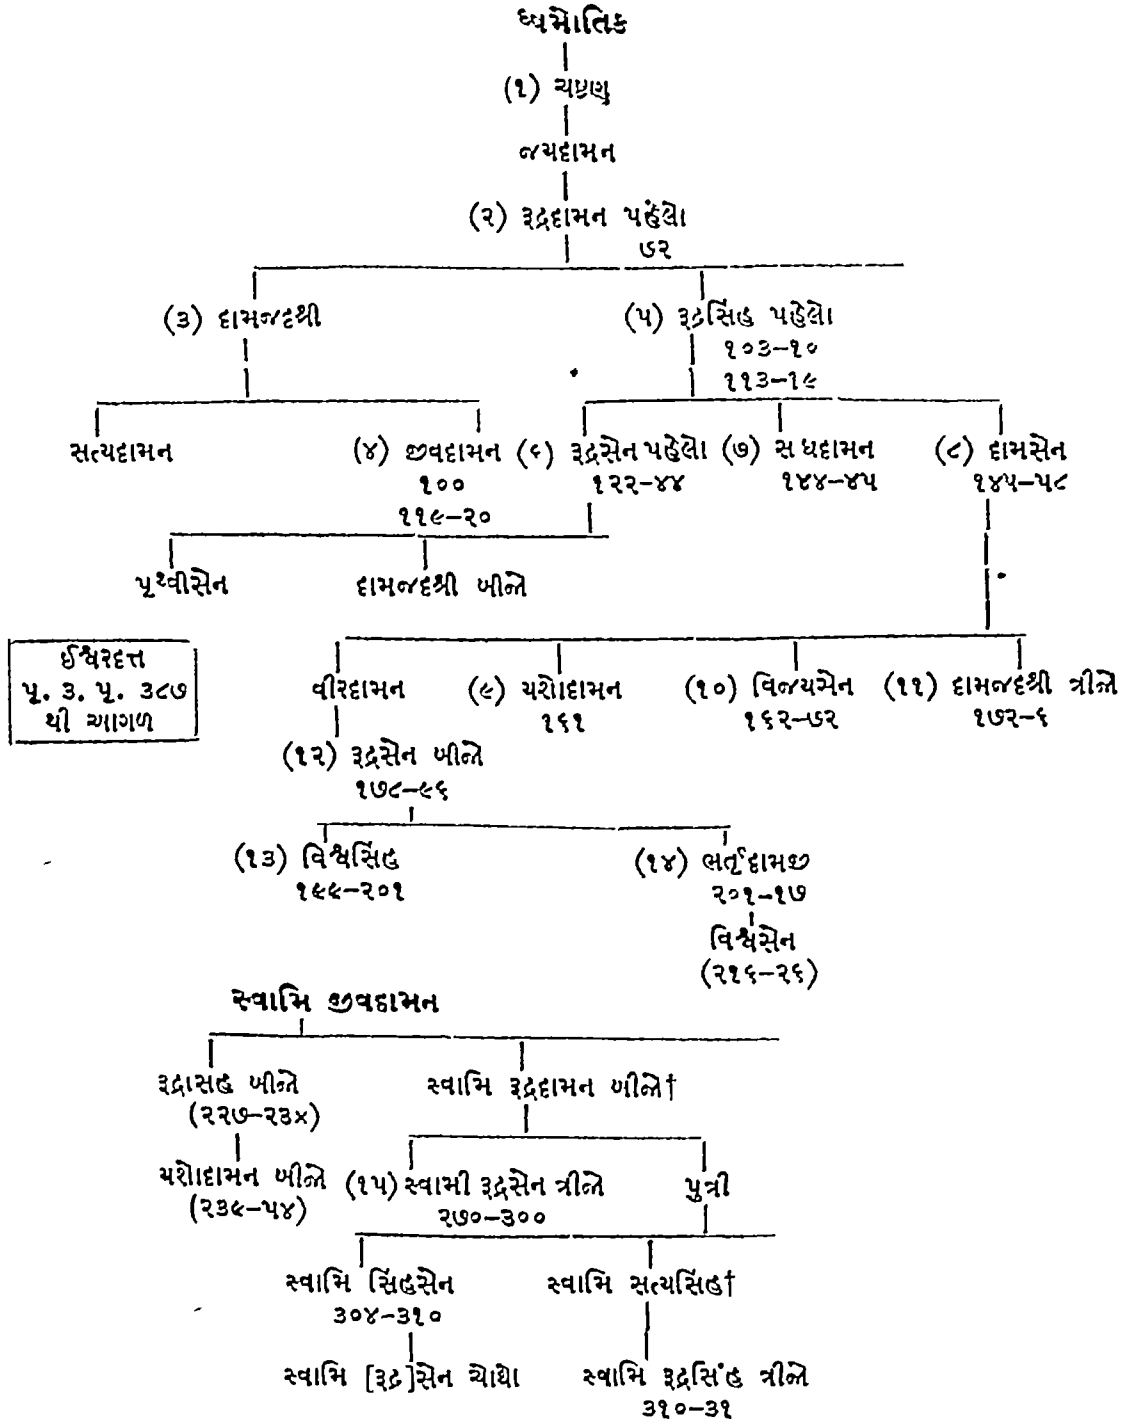 ઘ્વમોતિક
(૧) ચષ્ટણ
જયદામન
(૨) રૂદ્રદામન પહેલો
૭૨
(૩) દામજદશ્રી
(૫) રૂદ્રસિંહ પહેલો
૧૦૩–૧૦
૧૧૩–૧૯
સત્યદામન
(૪) જીવદામન
૧૦૦
૧૧૯–૨૦
(૬) રૂદ્રસેન પહેલો
૧૨૨–૪૪
(૭) સઘદામન
૧૪૪–૪૫
(૮) દામસેન
૧૪૫–૫૮
પૃથ્વીસેન
દામજદશ્રી બીજો
ઈશ્વરદત્ત
પૃ. ૩. પૃ. ૩૮૭
થી આગળ
વીરદામન
(૯) યશોદામન
૧૬૧
(૧૦) વિજયસેન
૧૬૨–૭૨
(૧૧) દામજદશ્રી ત્રીજો
૧૭૨–૬
(૧૨) રૂદ્રસેન બીજો
૧૭૮–૯૬
(૧૩) વિશ્વસિંહ
૧૯૯–૨૦૧
(૧૪) ભર્તૃદામજી
૨૦૧–૧૭
વિશ્વસેન
(૨૧૬–૨૬)
સ્વામિ જીવદામન
રૂદ્રાસહ બીજો
(૨૨૭–૨૩×)
સ્વામિ રૂદ્રદામન બીજો†
યશોદામન બીજો
(૨૩૯–૫૪)
(૧૫) સ્વામી રૂદ્રસેન ત્રીજો
૨૭૦–૩૦૦
પુત્રી
સ્વામિ સિંહસેન
૩૦૪–૩૧૦
સ્વામિ સત્યસિંહ†
સ્વામિ [રૂદ્ર]સેન ચોથો
સ્વામિ રૂદ્રસિંહ ત્રીજો
૩૧૦–૩૧